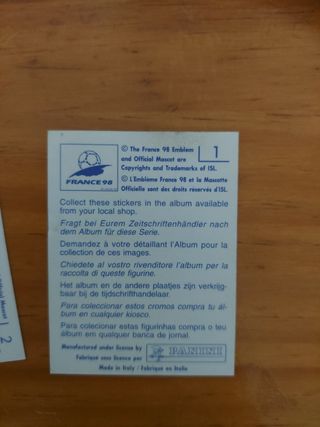 © The France 98 Emblem
and Official Mascot are
Copyrights and Trademarks of ISL.
1
© L'Emblème France 98 et la Mascotte
Officielle sont des droits réservés d'ISL.
FRANCE 98
Collect these stickers in the album available
from your local shop.
Fragt bei Eurem Zeitschriftenhändler nach
dem Album für diese Serie.
Demandez à votre détaillant l'Album pour la
collection de ces images.
Chiedete al vostro rivenditore l'album per la
raccolta di queste figurine.
Het album en de andere plaatjes zijn verkrijg-
baar bij de tijdschrifthandelaar.
Para coleccionar estos cromos compra tu ál-
bum en cualquier kiosco.
Para colecionar estas figurinhas compra o teu
álbum em qualquer banca de jornal.
Manufactured under license by
Fabriqué sous licence par
PANINI
Made in Italy / Fabriqué en Italie
2